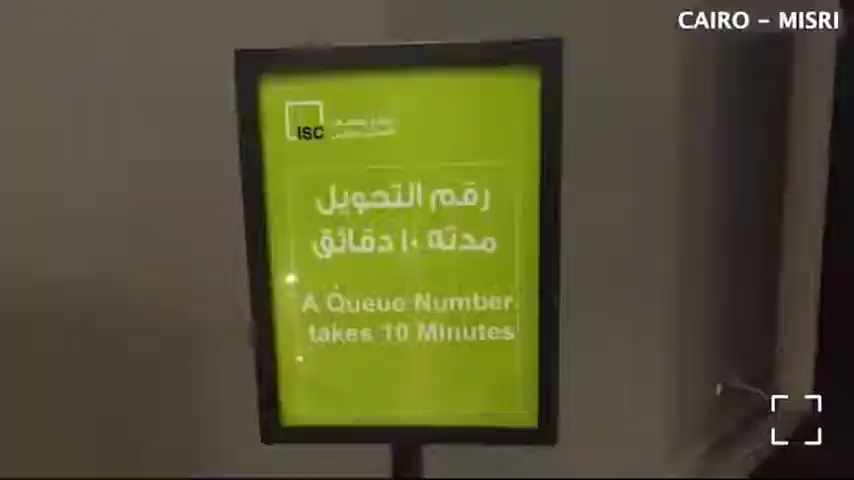 CAIRO - MISRI
ISC
رقم التحويل
مدته ١٠ دقائق
A Queue Number
takes 10 Minutes